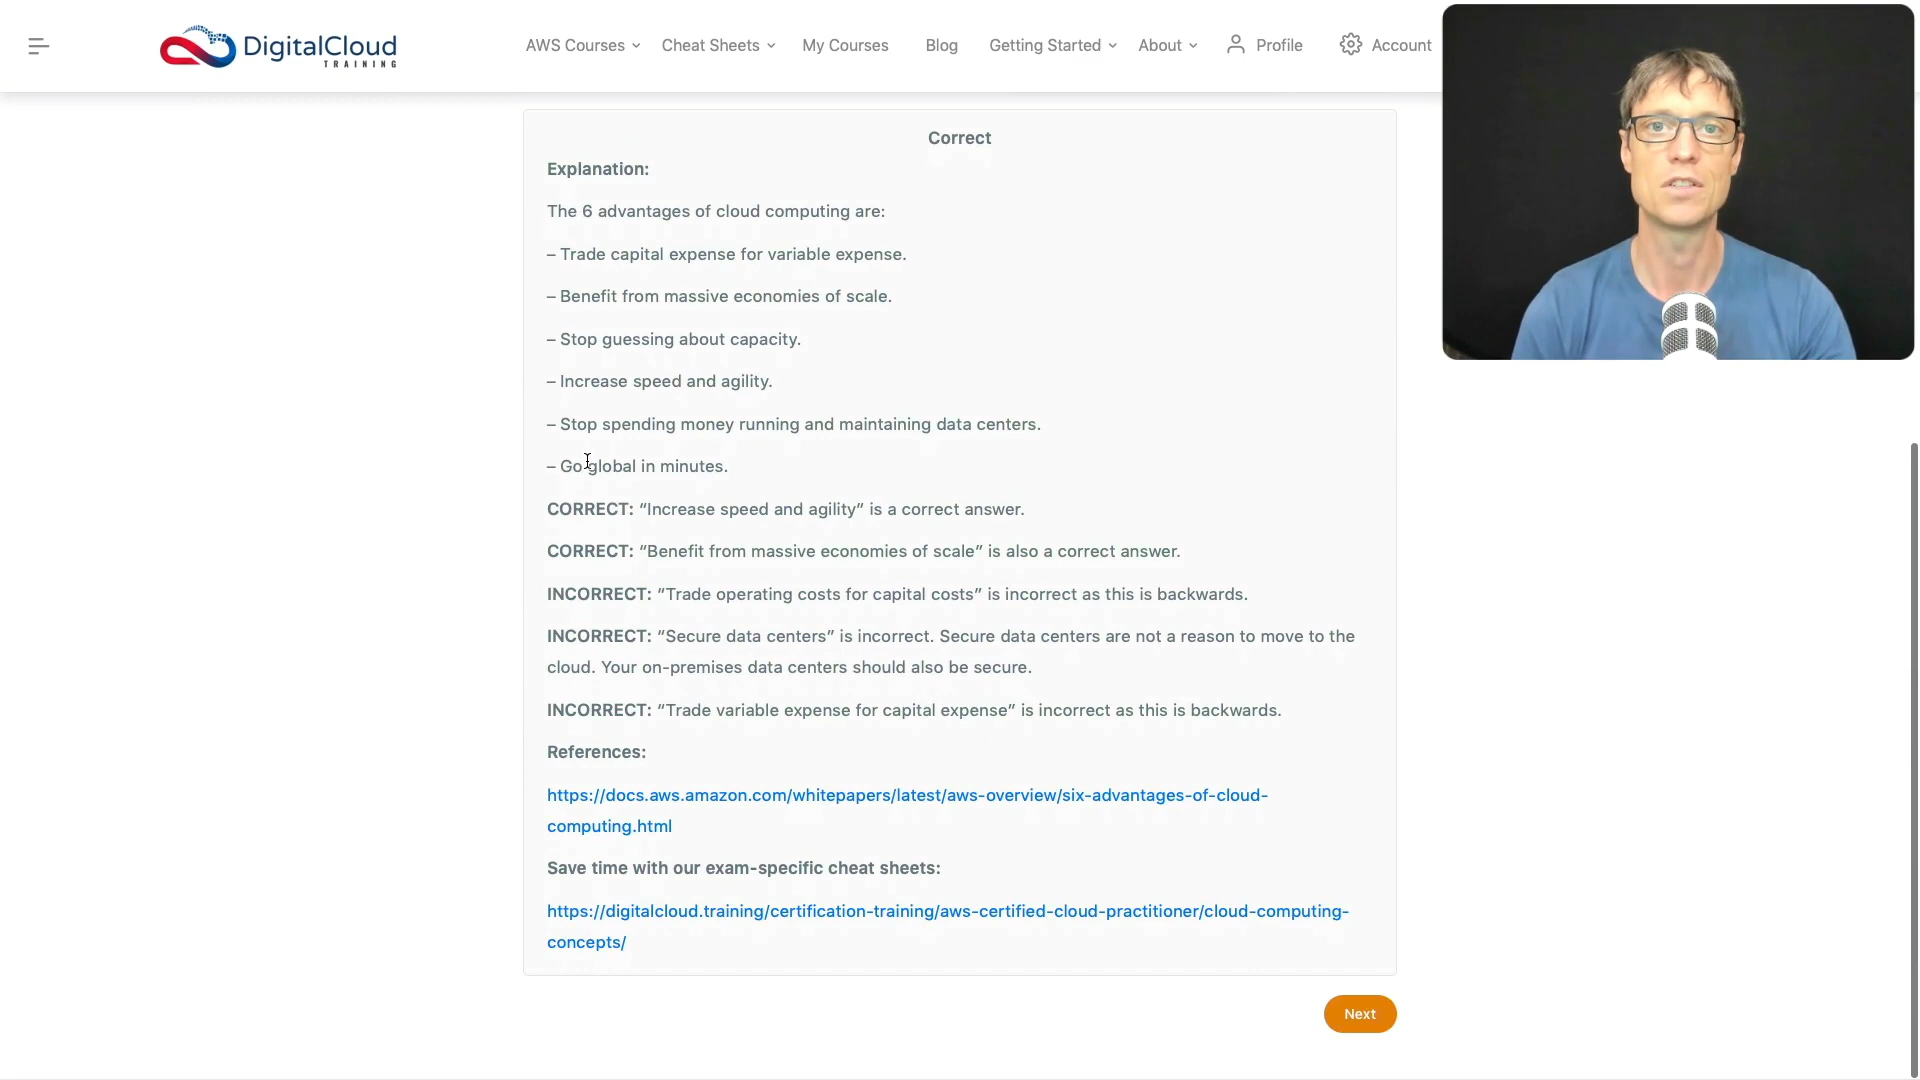 DigitalCloud
TRAINING
AWS Courses
Cheat Sheets
My Courses
Blog
Getting Started
About
Profile
Account
Correct
Explanation:
The 6 advantages of cloud computing are:
– Trade capital expense for variable expense.
– Benefit from massive economies of scale.
– Stop guessing about capacity.
– Increase speed and agility.
– Stop spending money running and maintaining data centers.
– Go global in minutes.
CORRECT: “Increase speed and agility” is a correct answer.
CORRECT: “Benefit from massive economies of scale” is also a correct answer.
INCORRECT: “Trade operating costs for capital costs” is incorrect as this is backwards.
INCORRECT: “Secure data centers” is incorrect. Secure data centers are not a reason to move to the
cloud. Your on-premises data centers should also be secure.
INCORRECT: “Trade variable expense for capital expense” is incorrect as this is backwards.
References:
https://docs.aws.amazon.com/whitepapers/latest/aws-overview/six-advantages-of-cloud-
computing.html
Save time with our exam-specific cheat sheets:
https://digitalcloud.training/certification-training/aws-certified-cloud-practitioner/cloud-computing-
concepts/
Next